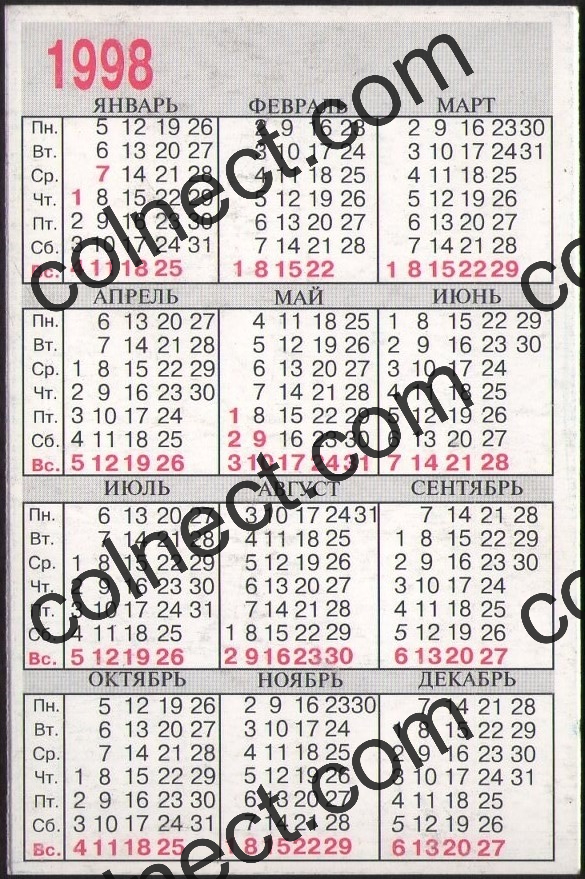 1998
ЯНВАРЬ ФЕВРАЛЬ МАРТ
Пн. 5 12 19 26 2 9 16 23 2 9 16 23 30
Вт. 6 13 20 27 3 10 17 24 3 10 17 24 31
Ср. 7 14 21 28 4 11 18 25 4 11 18 25
Чт. 1 8 15 22 29 5 12 19 26 5 12 19 26
Пт. 2 9 16 23 30 6 13 20 27 6 13 20 27
Сб. 3 10 17 24 31 7 14 21 28 7 14 21 28
Вс. 4 11 18 25 1 8 15 22 1 8 15 22 29
АПРЕЛЬ МАЙ ИЮНЬ
Пн. 6 13 20 27 4 11 18 25 1 8 15 22 29
Вт. 7 14 21 28 5 12 19 26 2 9 16 23 30
Ср. 1 8 15 22 29 6 13 20 27 3 10 17 24
Чт. 2 9 16 23 30 7 14 21 28 4 11 18 25
Пт. 3 10 17 24 1 8 15 22 29 5 12 19 26
Сб. 4 11 18 25 2 9 16 23 30 6 13 20 27
Вс. 5 12 19 26 3 10 17 24 31 7 14 21 28
ИЮЛЬ АВГУСТ СЕНТЯБРЬ
Пн. 6 13 20 27 3 10 17 24 31 7 14 21 28
Вт. 7 14 21 28 4 11 18 25 1 8 15 22 29
Ср. 1 8 15 22 29 5 12 19 26 2 9 16 23 30
Чт. 2 9 16 23 30 6 13 20 27 3 10 17 24
Пт. 3 10 17 24 31 7 14 21 28 4 11 18 25
Сб. 4 11 18 25 1 8 15 22 29 5 12 19 26
Вс. 5 12 19 26 2 9 16 23 30 6 13 20 27
ОКТЯБРЬ НОЯБРЬ ДЕКАБРЬ
Пн. 5 12 19 26 2 9 16 23 30 7 14 21 28
Вт. 6 13 20 27 3 10 17 24 1 8 15 22 29
Ср. 7 14 21 28 4 11 18 25 2 9 16 23 30
Чт. 1 8 15 22 29 5 12 19 26 3 10 17 24 31
Пт. 2 9 16 23 30 6 13 20 27 4 11 18 25
Сб. 3 10 17 24 31 7 14 21 28 5 12 19 26
Вс. 4 11 18 25 1 8 15 22 29 6 13 20 27
colnect.com
colnect.com
colnect.com